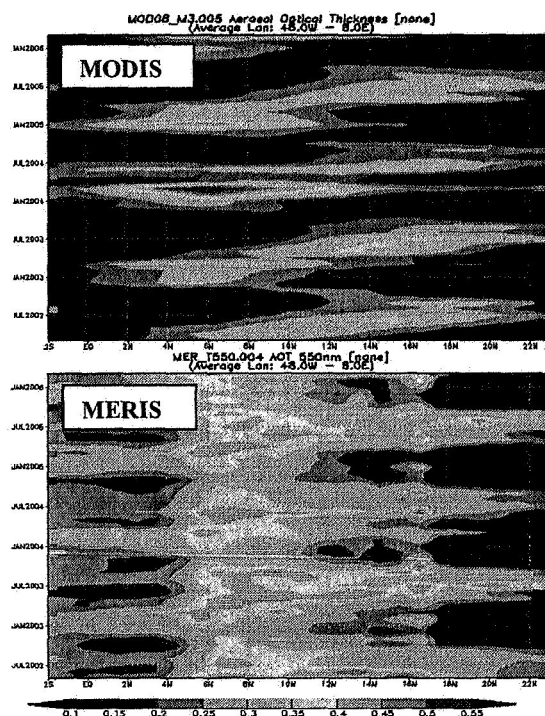 MOD08_M3.005 Aerosol Optical Thickness [none]
(Average Lon: 48.0W - 8.0E)
MODIS
JAN2006
JUL2005
JAN2005
JUL2004
JAN2004
JUL2003
JAN2003
JUL2002
2S EQ 2N 4N 6N 8N 10N 12N 14N 16N 18N 20N 22N
MER_T550.004 AOT 550nm [none]
(Average Lon: 48.0W - 8.0E)
MERIS
JAN2006
JUL2005
JAN2005
JUL2004
JAN2004
JUL2003
JAN2003
JUL2002
2S EQ 2N 4N 6N 8N 10N 12N 14N 16N 18N 20N 22N
0.1 0.15 0.2 0.25 0.3 0.35 0.4 0.45 0.5 0.55